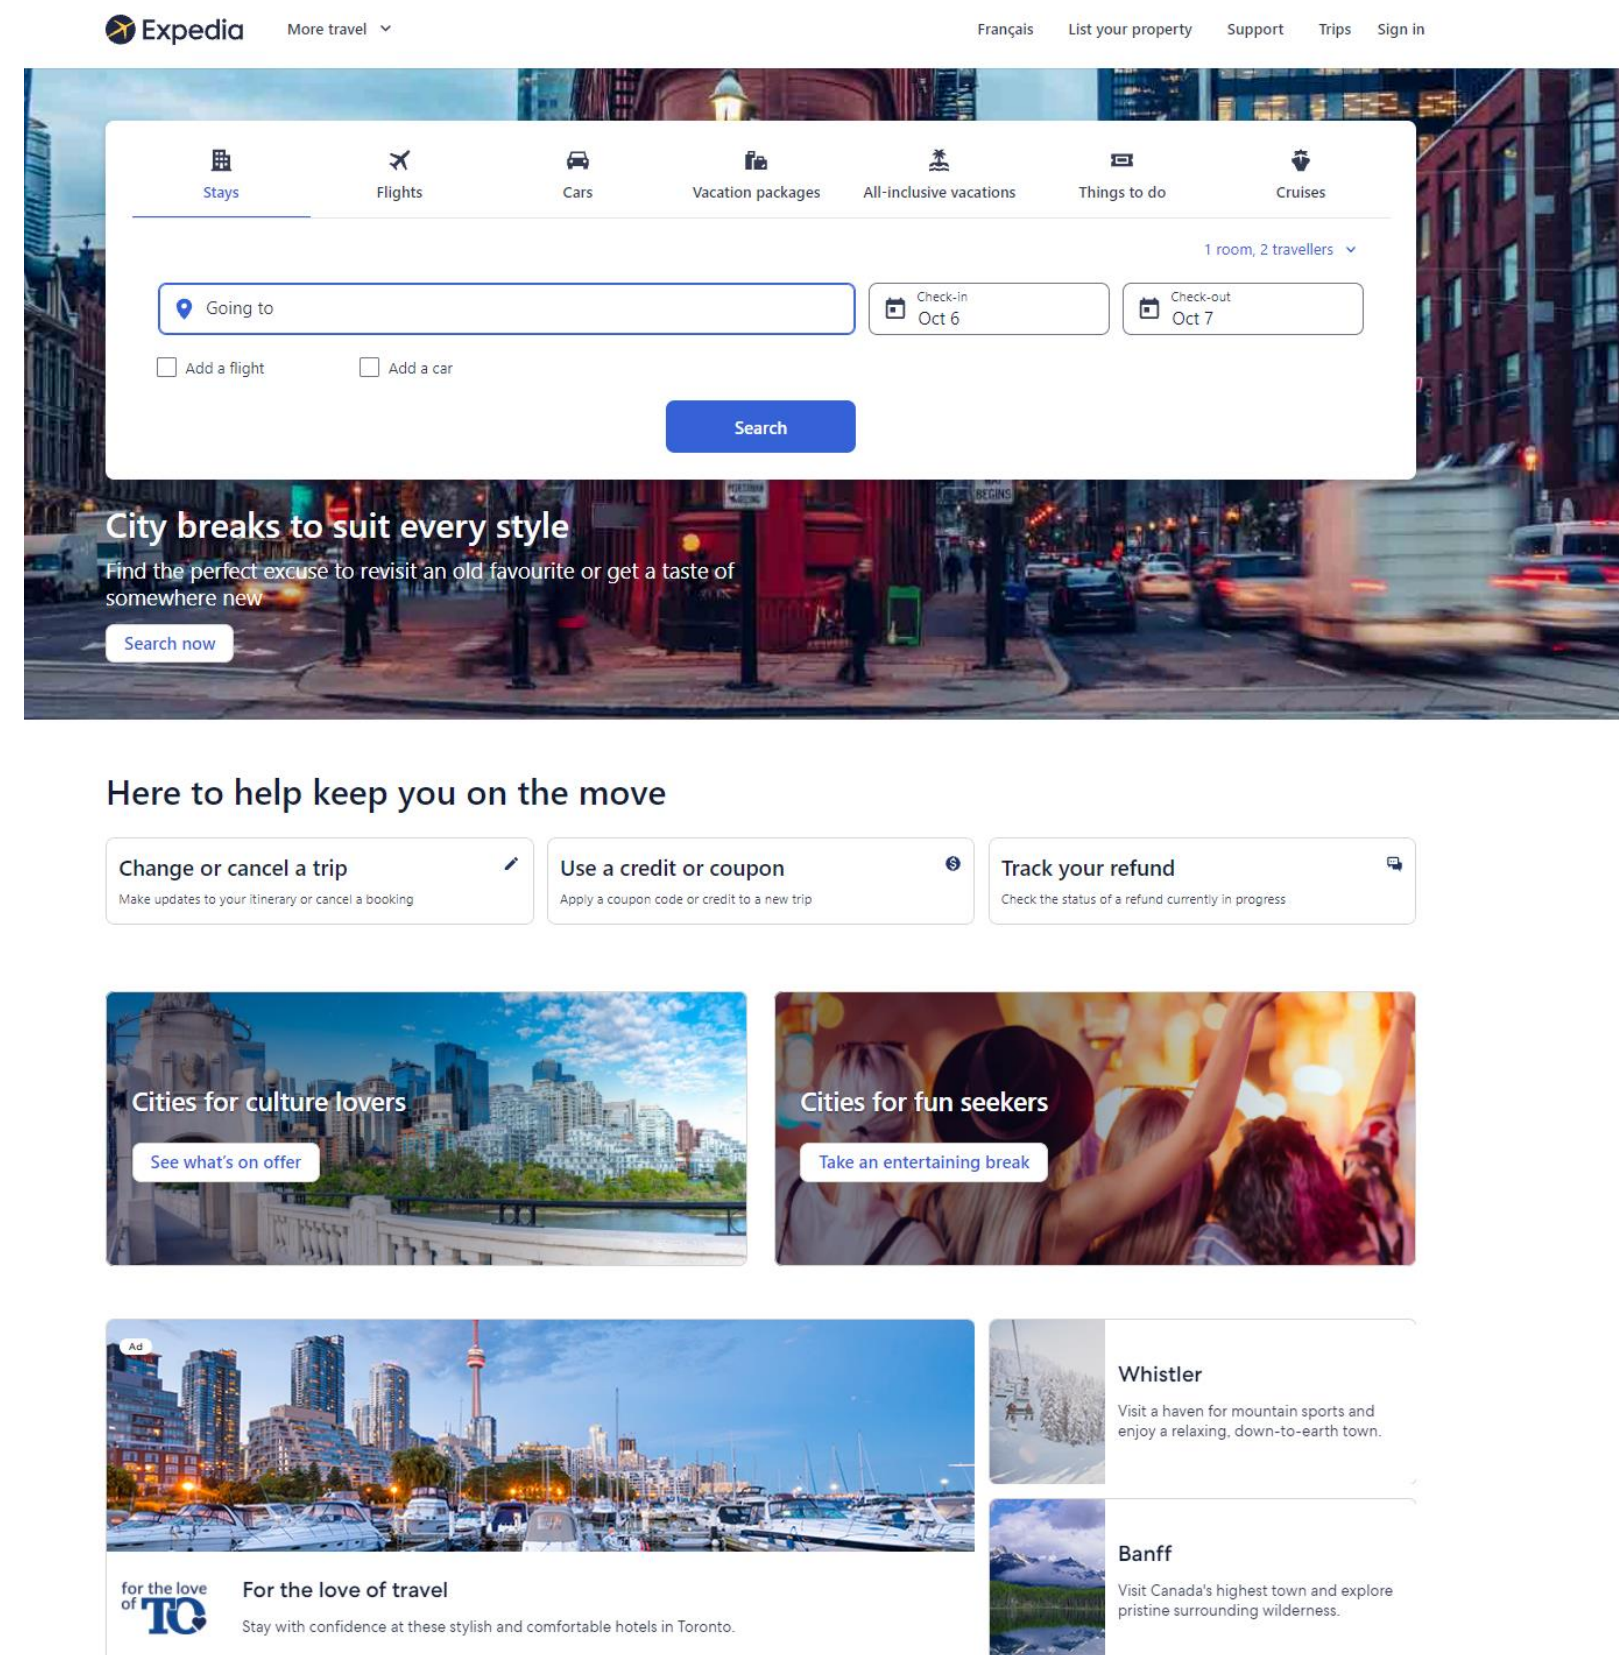 Expedia
More travel
Français
List your property
Support
Trips
Sign in
Stays
Flights
Cars
Vacation packages
All-inclusive vacations
Things to do
Cruises
1 room, 2 travellers
Going to
Check-in
Oct 6
Check-out
Oct 7
Add a flight
Add a car
Search
BEGINS
City breaks to suit every style
Find the perfect excuse to revisit an old favourite or get a taste of
somewhere new
Search now
Here to help keep you on the move
Change or cancel a trip
Make updates to your itinerary or cancel a booking
Use a credit or coupon
Apply a coupon code or credit to a new trip
Track your refund
Check the status of a refund currently in progress
Cities for culture lovers
See what's on offer
Cities for fun seekers
Take an entertaining break
Ad
for the love
of TO
For the love of travel
Stay with confidence at these stylish and comfortable hotels in Toronto.
Whistler
Visit a haven for mountain sports and
enjoy a relaxing, down-to-earth town.
Banff
Visit Canada's highest town and explore
pristine surrounding wilderness.